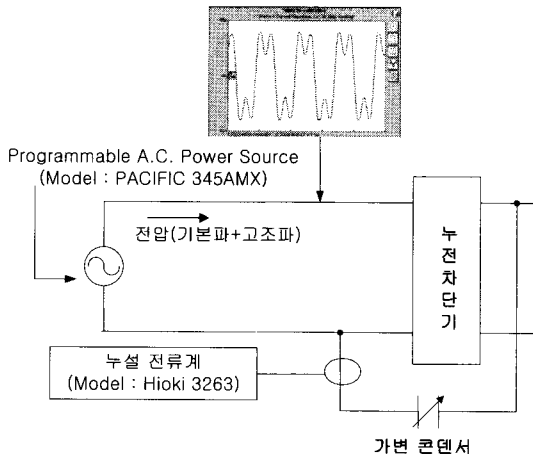 Programmable A.C. Power Source
(Model : PACIFIC 345AMX)
전압(기본파+고조파)
누전차단기
누설 전류계
(Model : Hioki 3263)
가변 콘덴서